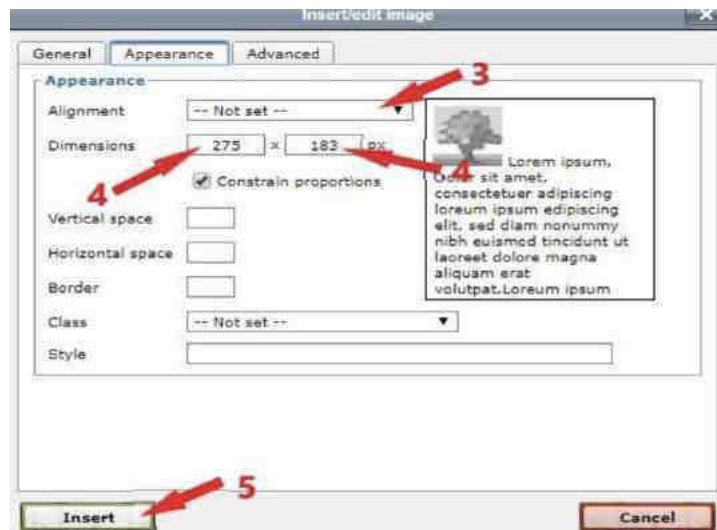 Insert/edit image
General Appearance Advanced
Appearance
3
Alignment -- Not set --
Dimensions 275 x 183 px
4 4
Constrain proportions
Vertical space
Horizontal space
Border
Class -- Not set --
Style
Lorem ipsum,
Dolor sit amet,
consectetuer adipiscing
loreum ipsum edipiscing
elit, sed diam nonummy
nibh euismod tincidunt ut
laoreet dolore magna
aliquam erat
volutpat.Loreum ipsum
5
Insert Cancel